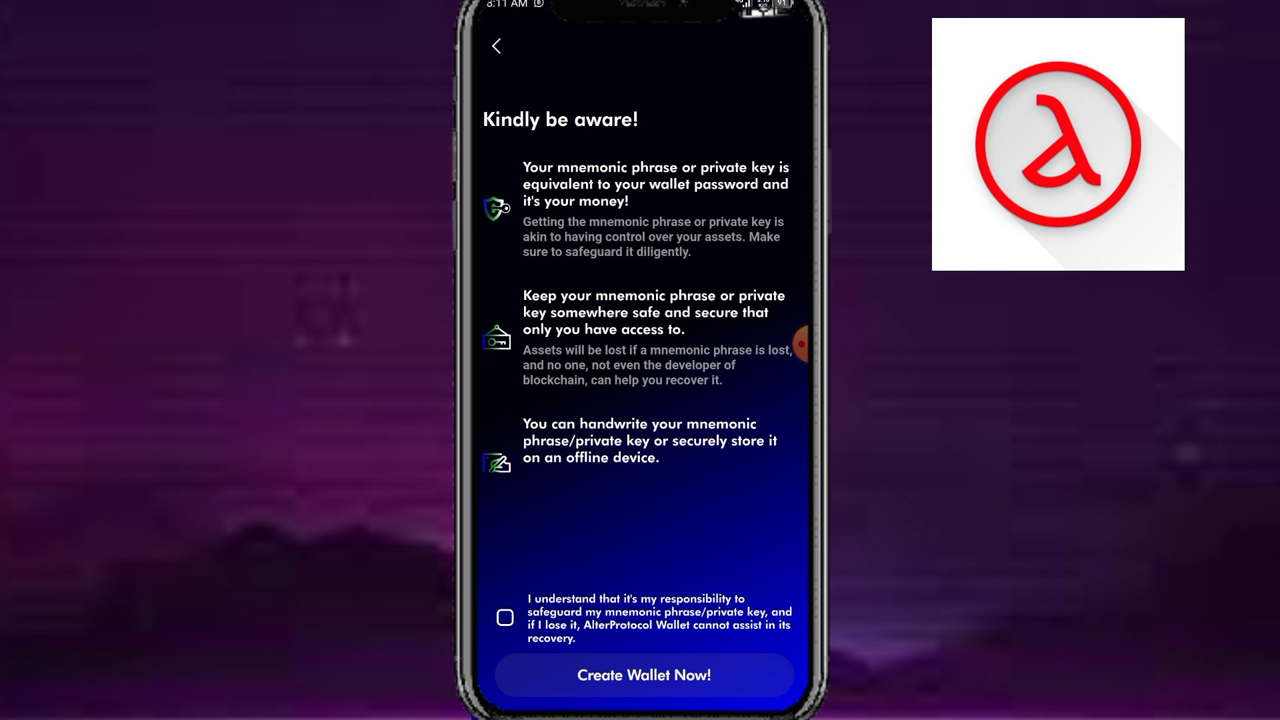 8:11 AM
Kindly be aware!
Your mnemonic phrase or private key is
equivalent to your wallet password and
it's your money!
Getting the mnemonic phrase or private key is
akin to having control over your assets. Make
sure to safeguard it diligently.
Keep your mnemonic phrase or private
key somewhere safe and secure that
only you have access to.
Assets will be lost if a mnemonic phrase is lost,
and no one, not even the developer of
blockchain, can help you recover it.
You can handwrite your mnemonic
phrase/private key or securely store it
on an offline device.
I understand that it's my responsibility to
safeguard my mnemonic phrase/private key, and
if I lose it, AlterProtocol Wallet cannot assist in its
recovery.
Create Wallet Now!